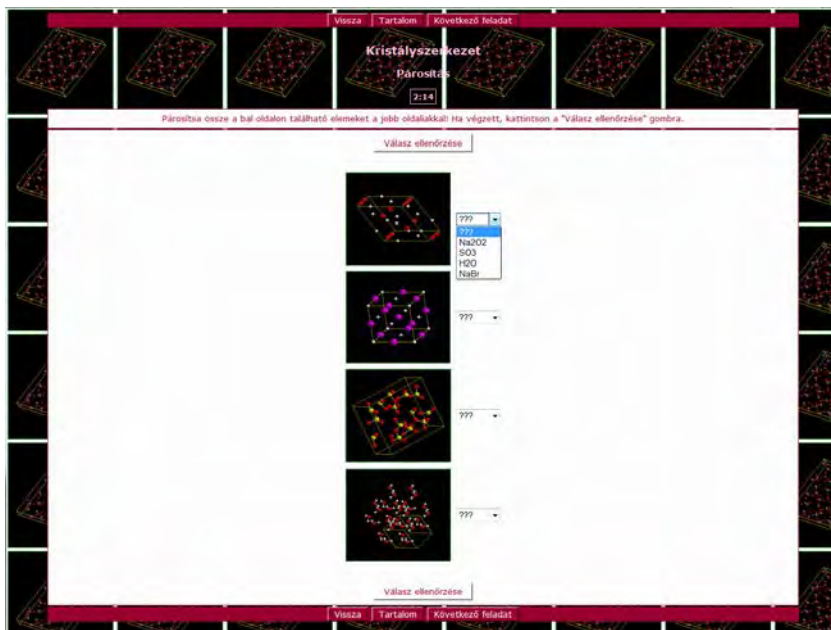 Vissza Tartalom Következő feladat
Kristályszerkezet
Párosítás
2:14
Párosítsa össze a bal oldalon található elemeket a jobb oldaliakkal! Ha végzett, kattintson a "Válasz ellenőrzése" gombra.
Válasz ellenőrzése
???
???
Na2O2
SO3
H2O
NaBr
???
???
???
Válasz ellenőrzése
Vissza Tartalom Következő feladat